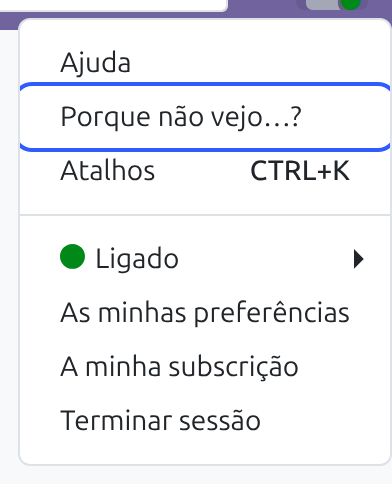 Ajuda
Porque não vejo...?
Atalhos CTRL+K
Ligado
As minhas preferências
A minha subscrição
Terminar sessão